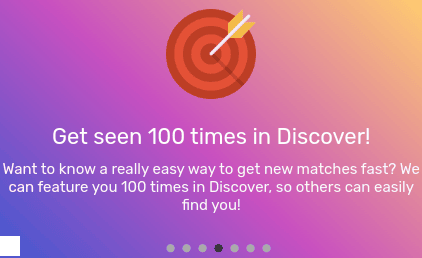 Get seen 100 times in Discover!
Want to know a really easy way to get new matches fast? We
can feature you 100 times in Discover, so others can easily
find you!